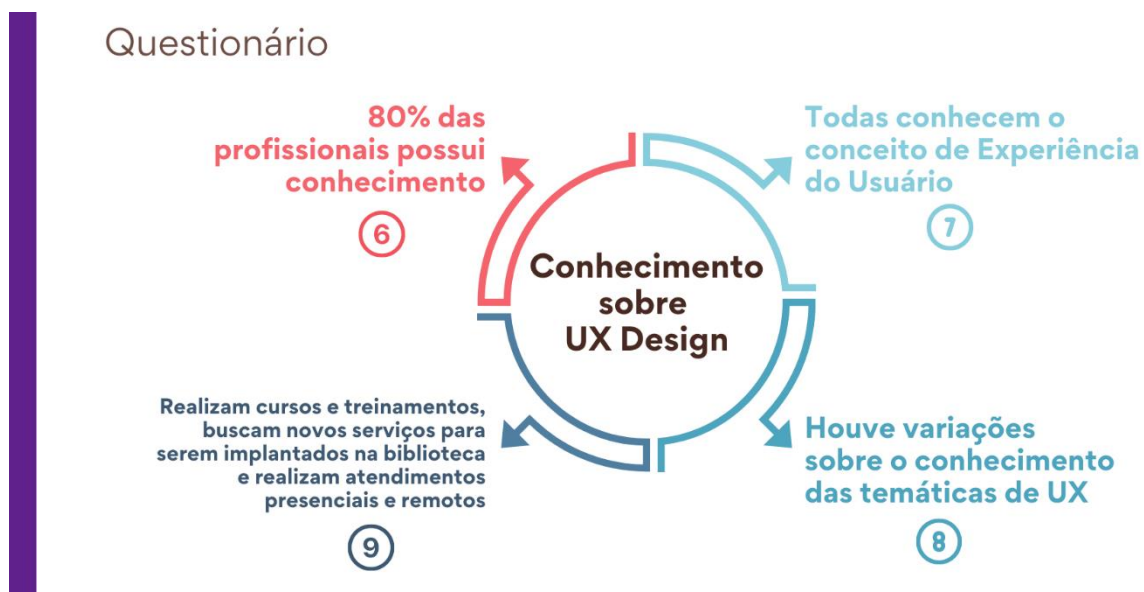 Questionário
80% das
profissionais possui
conhecimento
6
Todas conhecem o
conceito de Experiência
do Usuário
7
Conhecimento
sobre
UX Design
Realizam cursos e treinamentos,
buscam novos serviços para
serem implantados na biblioteca
e realizam atendimentos
presenciais e remotos
9
Houve variações
sobre o conhecimento
das temáticas de UX
8